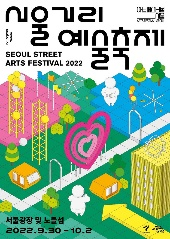 서울거리
예술축제
SEOUL STREET
ARTS FESTIVAL 2022
서울광장 및 노들섬
2022.9.30–10.2